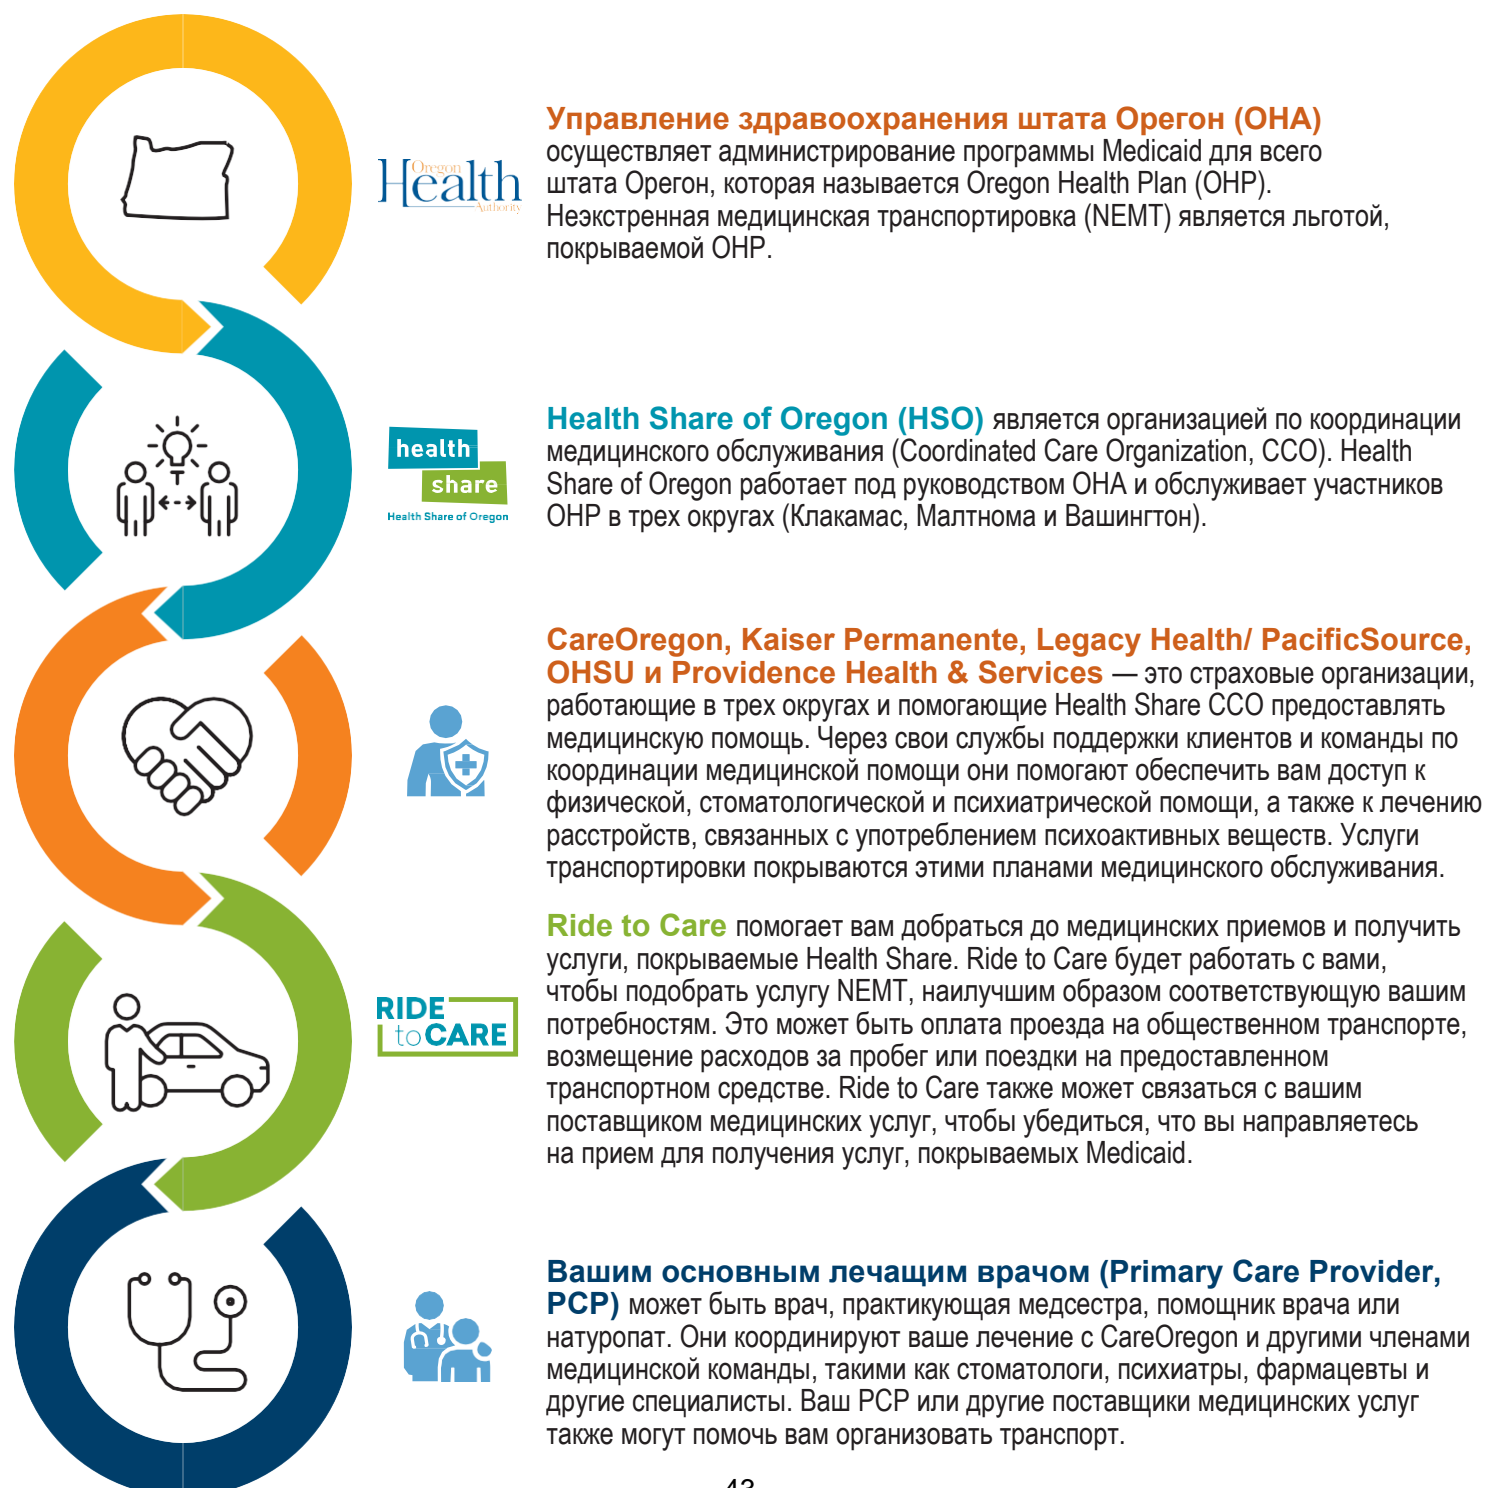 Управление здравоохранения штата Орегон (OHA)
осуществляет администрирование программы Medicaid для всего
штата Орегон, которая называется Oregon Health Plan (OHP).
Неэкстренная медицинская транспортировка (NEMT) является льготой,
покрываемой OHP.
Oregon
Health
Authority
Health Share of Oregon (HSO) является организацией по координации
медицинского обслуживания (Coordinated Care Organization, CCO). Health
Share of Oregon работает под руководством OHA и обслуживает участников
OHP в трех округах (Клакамас, Малтнома и Вашингтон).
health
share
Health Share of Oregon
CareOregon, Kaiser Permanente, Legacy Health/ PacificSource,
OHSU и Providence Health & Services — это страховые организации,
работающие в трех округах и помогающие Health Share CCO предоставлять
медицинскую помощь. Через свои службы поддержки клиентов и команды по
координации медицинской помощи они помогают обеспечить вам доступ к
физической, стоматологической и психиатрической помощи, а также к лечению
расстройств, связанных с употреблением психоактивных веществ. Услуги
транспортировки покрываются этими планами медицинского обслуживания.
Ride to Care помогает вам добраться до медицинских приемов и получить
услуги, покрываемые Health Share. Ride to Care будет работать с вами,
чтобы подобрать услугу NEMT, наилучшим образом соответствующую вашим
потребностям. Это может быть оплата проезда на общественном транспорте,
возмещение расходов за пробег или поездки на предоставленном
транспортном средстве. Ride to Care также может связаться с вашим
поставщиком медицинских услуг, чтобы убедиться, что вы направляетесь
на прием для получения услуг, покрываемых Medicaid.
RIDE
to CARE
Вашим основным лечащим врачом (Primary Care Provider,
PCP) может быть врач, практикующая медсестра, помощник врача или
натуропат. Они координируют ваше лечение с CareOregon и другими членами
медицинской команды, такими как стоматологи, психиатры, фармацевты и
другие специалисты. Ваш PCP или другие поставщики медицинских услуг
также могут помочь вам организовать транспорт.
43